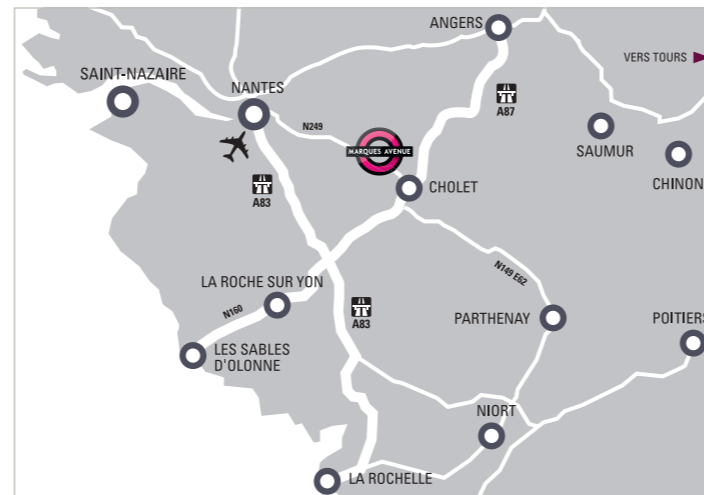 ANGERS
VERS TOURS
SAINT-NAZAIRE
NANTES
A87
N249
MARQUES AVENUE
SAUMUR
CHOLET
CHINON
A83
N149 E62
LA ROCHE SUR YON
N160
A83
PARTHENAY
POITIERS
LES SABLES
D'OLONNE
NIORT
LA ROCHELLE